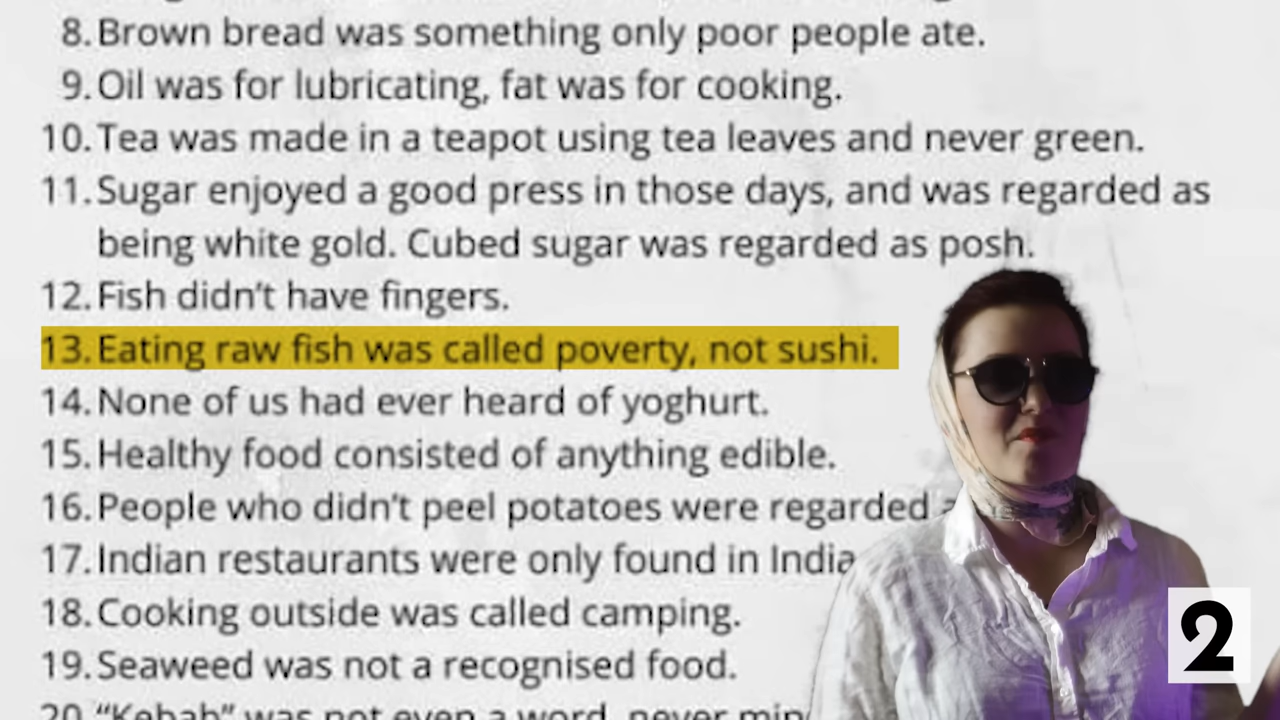 8. Brown bread was something only poor people ate.
9. Oil was for lubricating, fat was for cooking.
10. Tea was made in a teapot using tea leaves and never green.
11. Sugar enjoyed a good press in those days, and was regarded as
being white gold. Cubed sugar was regarded as posh.
12. Fish didn’t have fingers.
13. Eating raw fish was called poverty, not sushi.
14. None of us had ever heard of yoghurt.
15. Healthy food consisted of anything edible.
16. People who didn’t peel potatoes were regarded
17. Indian restaurants were only found in India
18. Cooking outside was called camping.
19. Seaweed was not a recognised food.
20. “Kebab” was not even a word, never
2